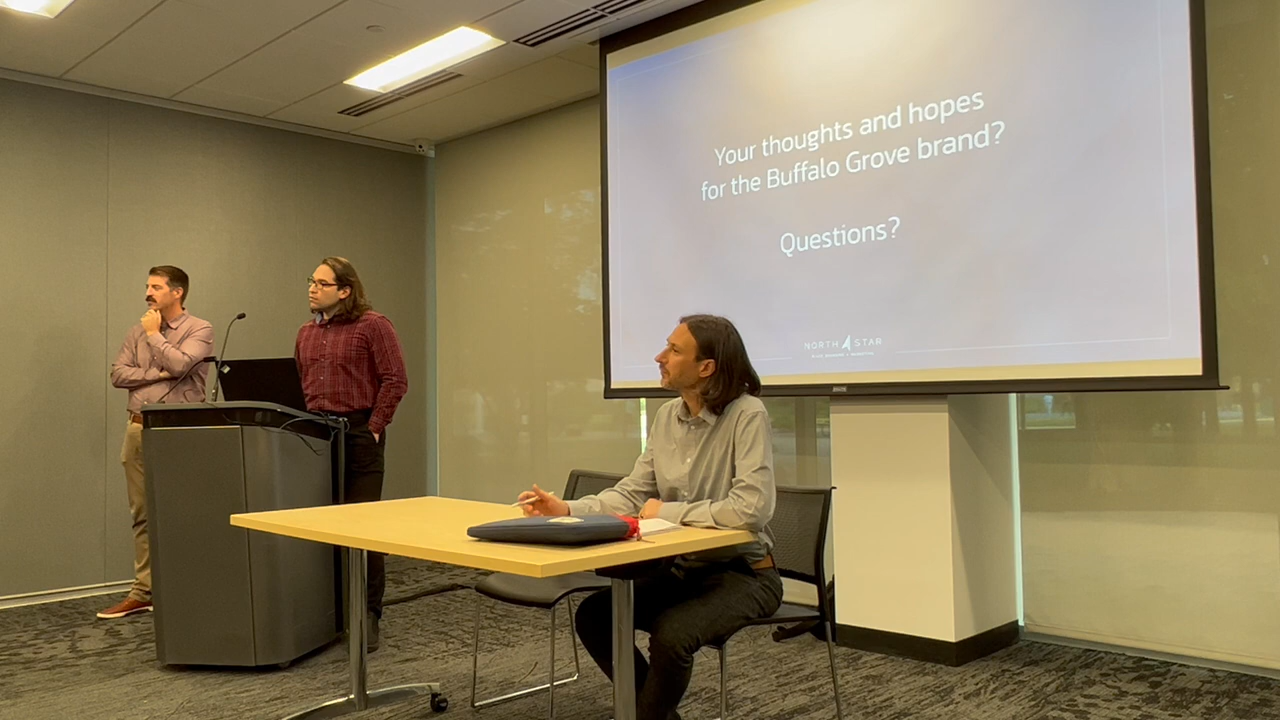 Your thoughts and hopes
for the Buffalo Grove brand?
Questions?
NORTH STAR